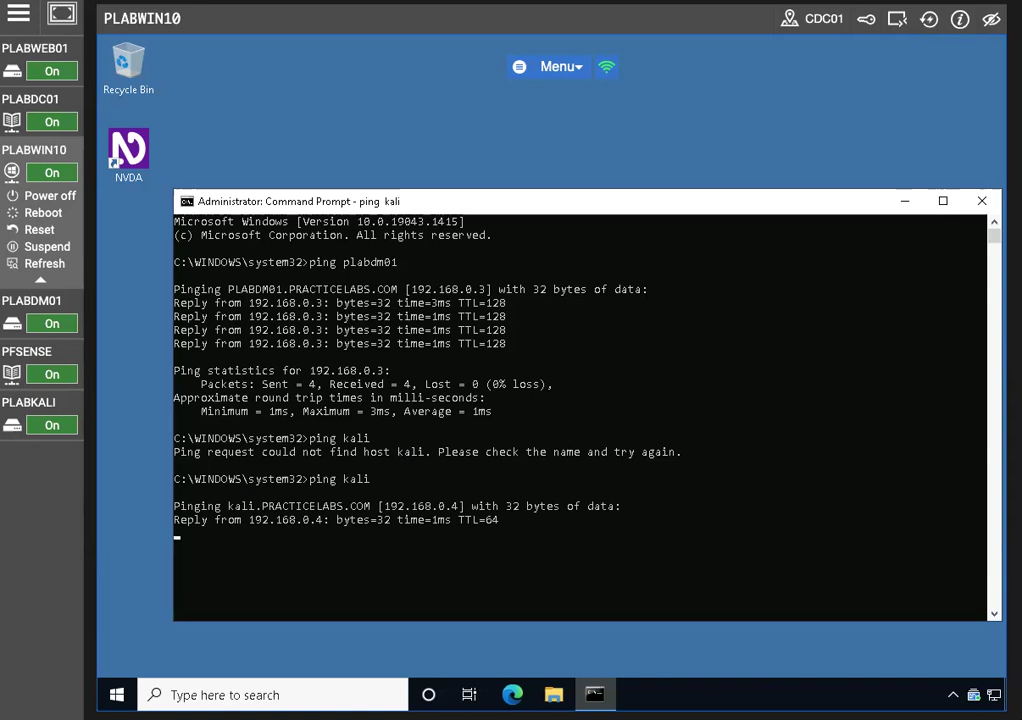 PLABWIN10
CDC01
PLABWEB01
On
PLABDC01
On
PLABWIN10
On
Power off
Reboot
Reset
Suspend
Refresh
PLABDM01
On
PFSENSE
On
PLABKALI
On
Recycle Bin
Menu
NVDA
Administrator: Command Prompt - ping kali
Microsoft Windows [Version 10.0.19043.1415]
(c) Microsoft Corporation. All rights reserved.
C:\WINDOWS\system32>ping plabdm01
Pinging PLABDM01.PRACTICELABS.COM [192.168.0.3] with 32 bytes of data:
Reply from 192.168.0.3: bytes=32 time=3ms TTL=128
Reply from 192.168.0.3: bytes=32 time=1ms TTL=128
Reply from 192.168.0.3: bytes=32 time=1ms TTL=128
Reply from 192.168.0.3: bytes=32 time=1ms TTL=128
Ping statistics for 192.168.0.3:
Packets: Sent = 4, Received = 4, Lost = 0 (0% loss),
Approximate round trip times in milli-seconds:
Minimum = 1ms, Maximum = 3ms, Average = 1ms
C:\WINDOWS\system32>ping kali
Ping request could not find host kali. Please check the name and try again.
C:\WINDOWS\system32>ping kali
Pinging kali.PRACTICELABS.COM [192.168.0.4] with 32 bytes of data:
Reply from 192.168.0.4: bytes=32 time=1ms TTL=64
Type here to search